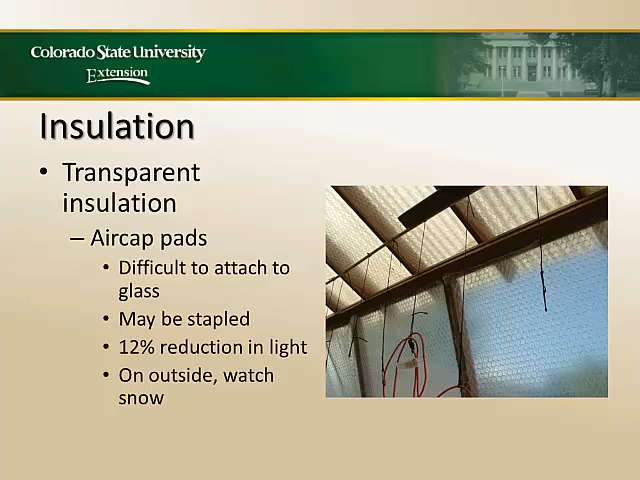 Colorado State University
Extension
Insulation
• Transparent
insulation
– Aircap pads
• Difficult to attach to
glass
• May be stapled
• 12% reduction in light
• On outside, watch
snow